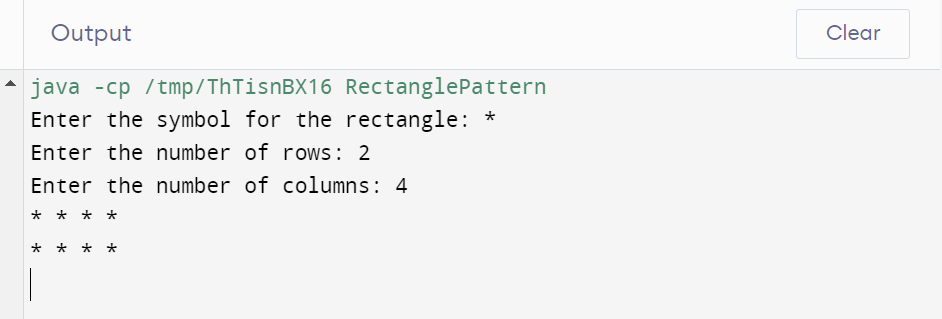 Output
Clear
java -cp /tmp/ThTisnBX16 RectanglePattern
Enter the symbol for the rectangle: *
Enter the number of rows: 2
Enter the number of columns: 4
* * * *
* * * *